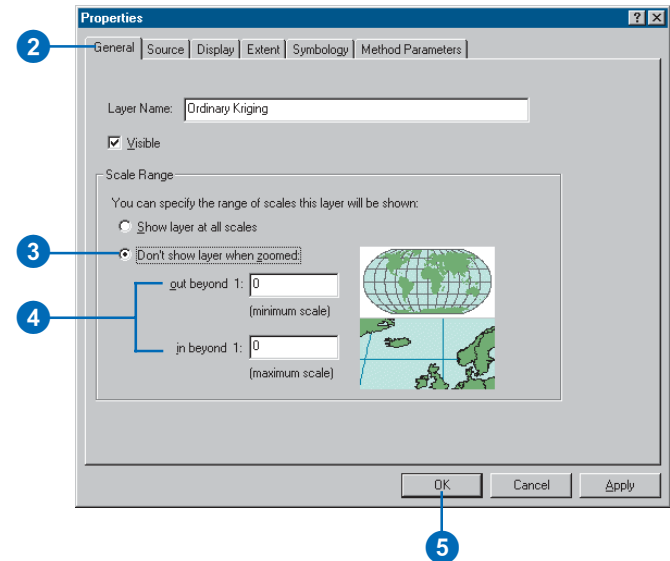 Properties
2
General Source Display Extent Symbology Method Parameters
Layer Name: Ordinary Kriging
Visible
Scale Range
You can specify the range of scales this layer will be shown:
Show layer at all scales
3
Don't show layer when zoomed:
out beyond 1: 0
(minimum scale)
4
in beyond 1: 0
(maximum scale)
OK Cancel Apply
5